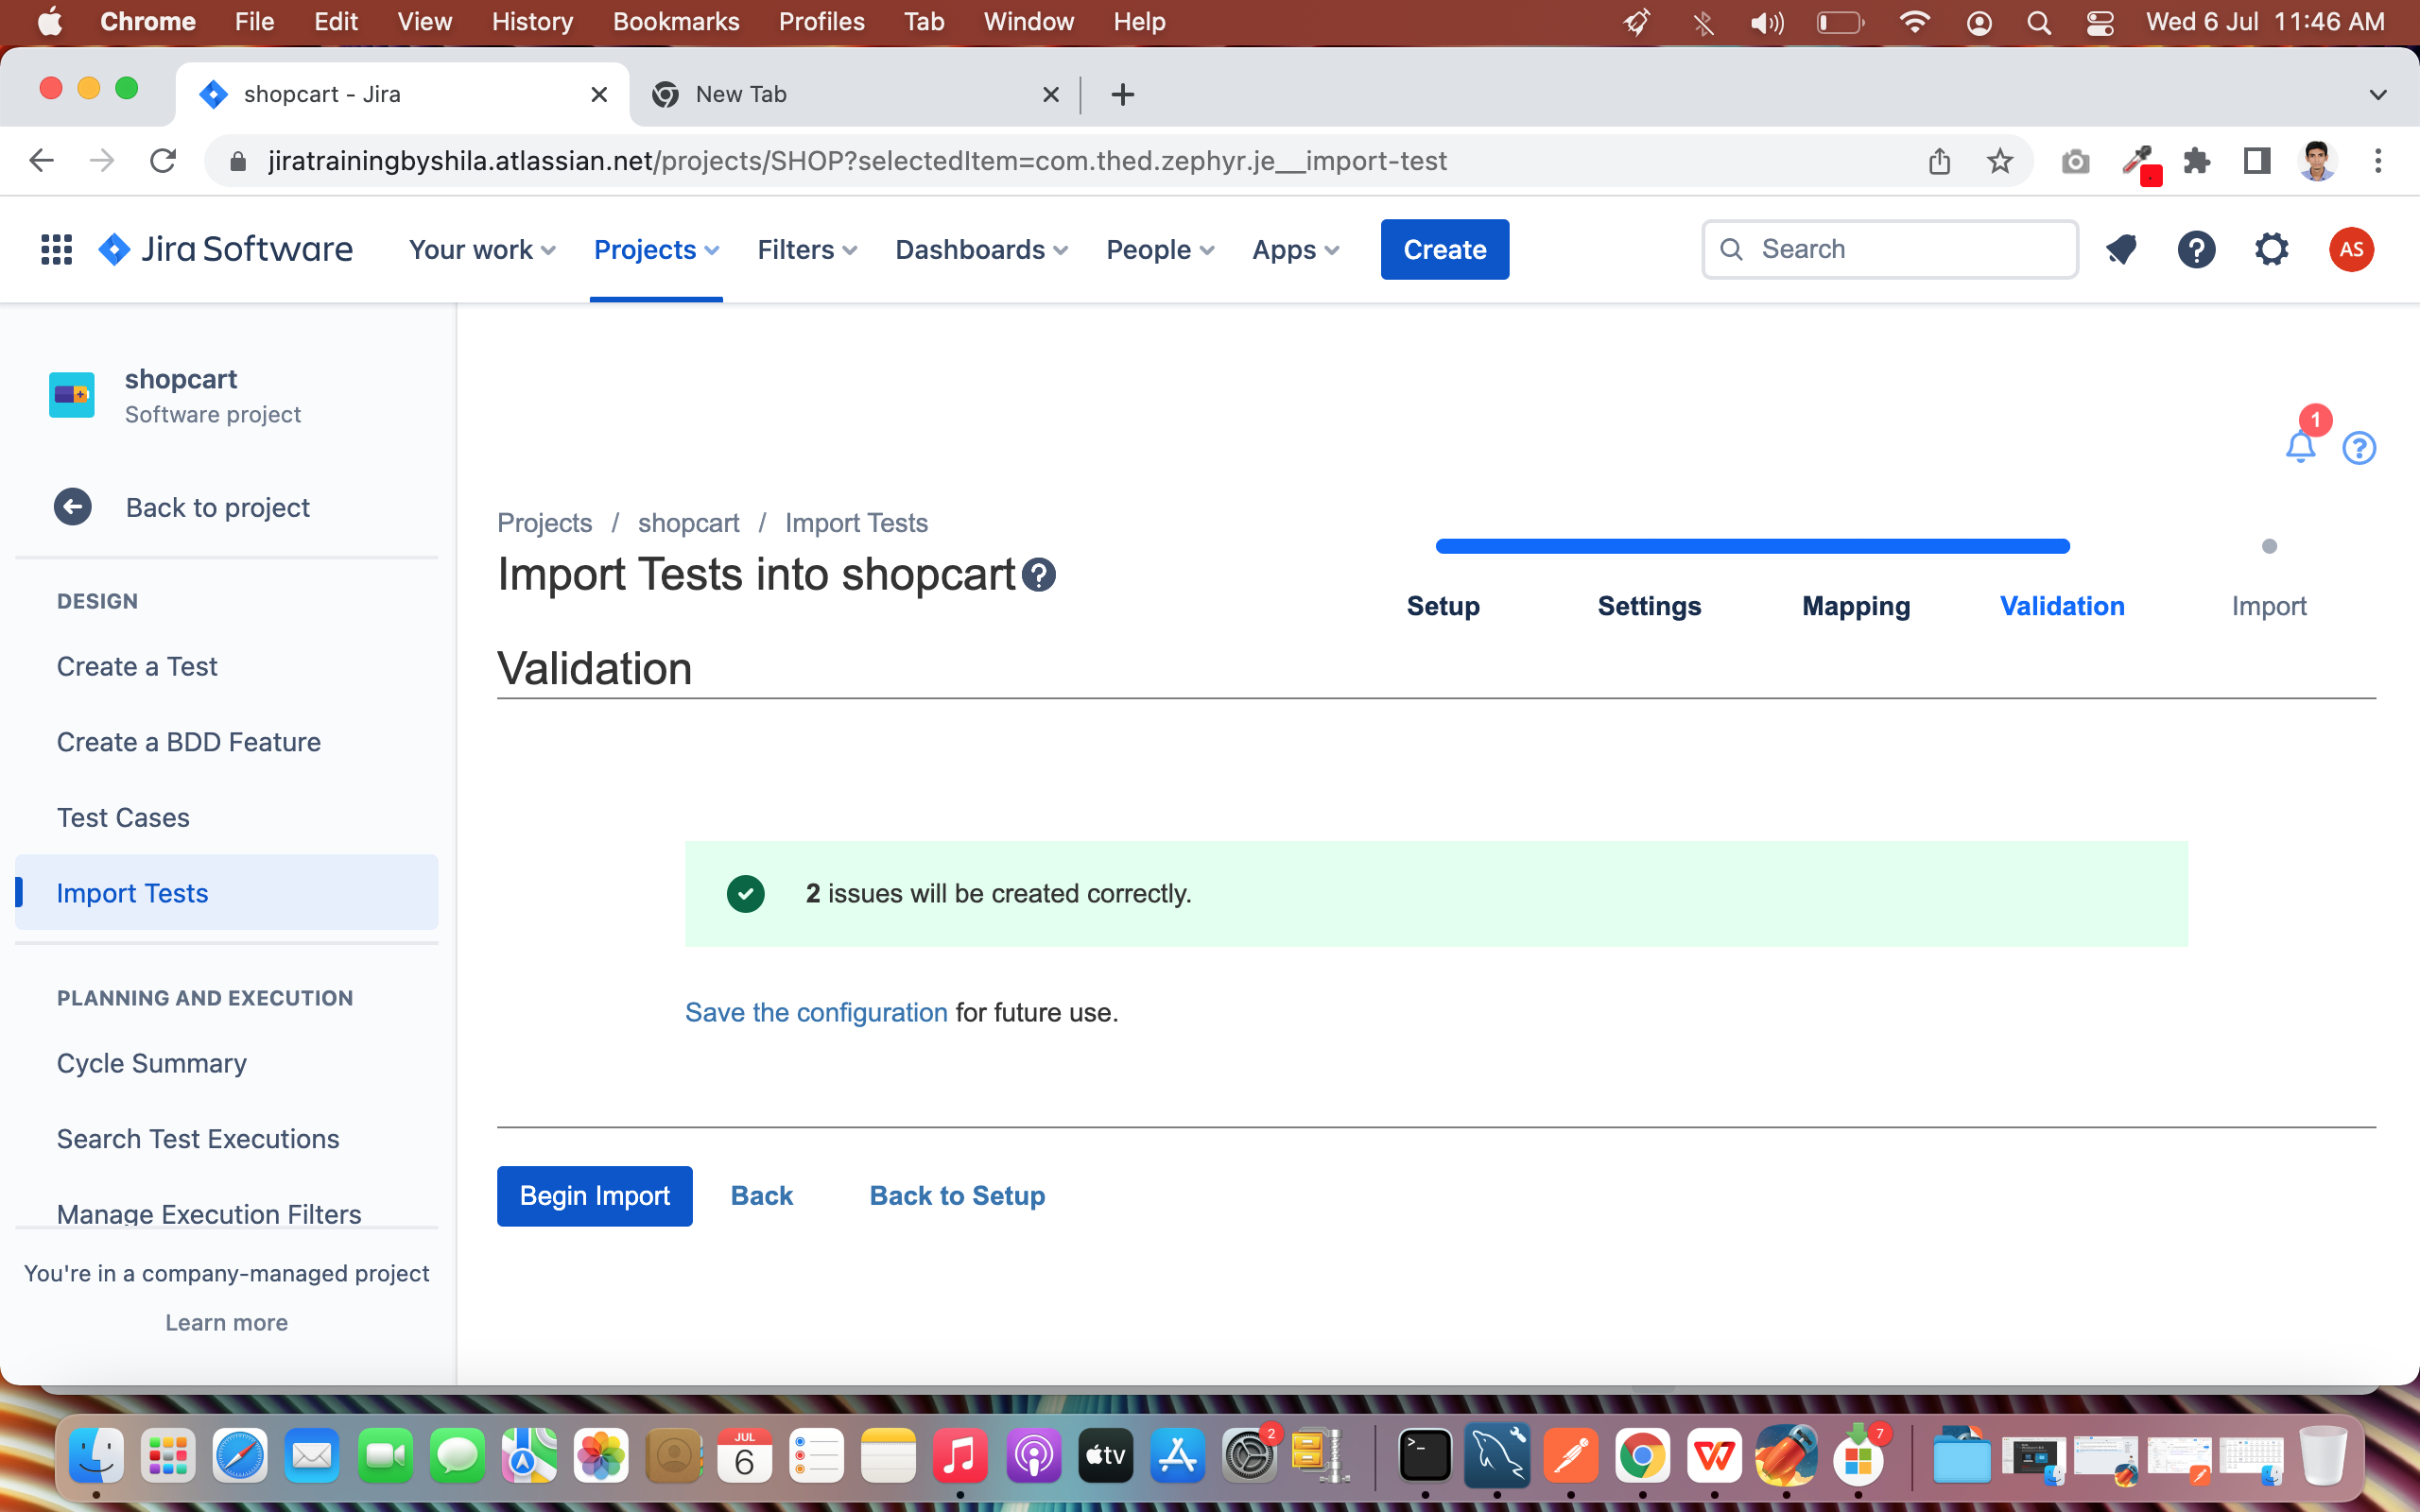 Chrome File Edit View History Bookmarks Profiles Tab Window Help Wed 6 Jul 11:46 AM
shopcart - Jira
New Tab
jiratrainingbyshila.atlassian.net/projects/SHOP?selectedItem=com.thed.zephyr.je__import-test
Jira Software Your work Projects Filters Dashboards People Apps Create Search AS
shopcart
Software project
Back to project
DESIGN
Create a Test
Create a BDD Feature
Test Cases
Import Tests
PLANNING AND EXECUTION
Cycle Summary
Search Test Executions
Manage Execution Filters
You're in a company-managed project
Learn more
1
Projects / shopcart / Import Tests
Import Tests into shopcart
Setup Settings Mapping Validation Import
Validation
2 issues will be created correctly.
Save the configuration for future use.
Begin Import Back Back to Setup
JUL
6
tv
2
7